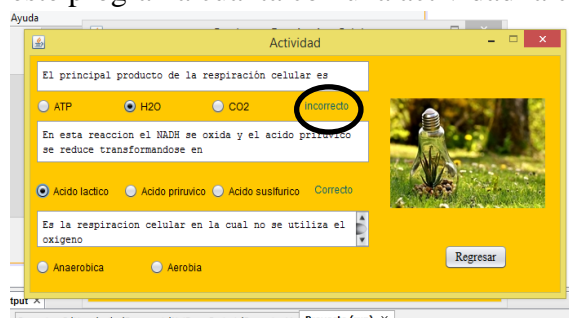 Ayuda
Actividad
El principal producto de la respiración celular es
ATP H2O CO2 incorrecto
En esta reaccion el NADH se oxida y el acido priruvico
se reduce transformandose en
Acido lactico Acido priruvico Acido suslfurico Correcto
Es la respiracion celular en la cual no se utiliza el
oxigeno
Anaerobica Aerobia
Regresar